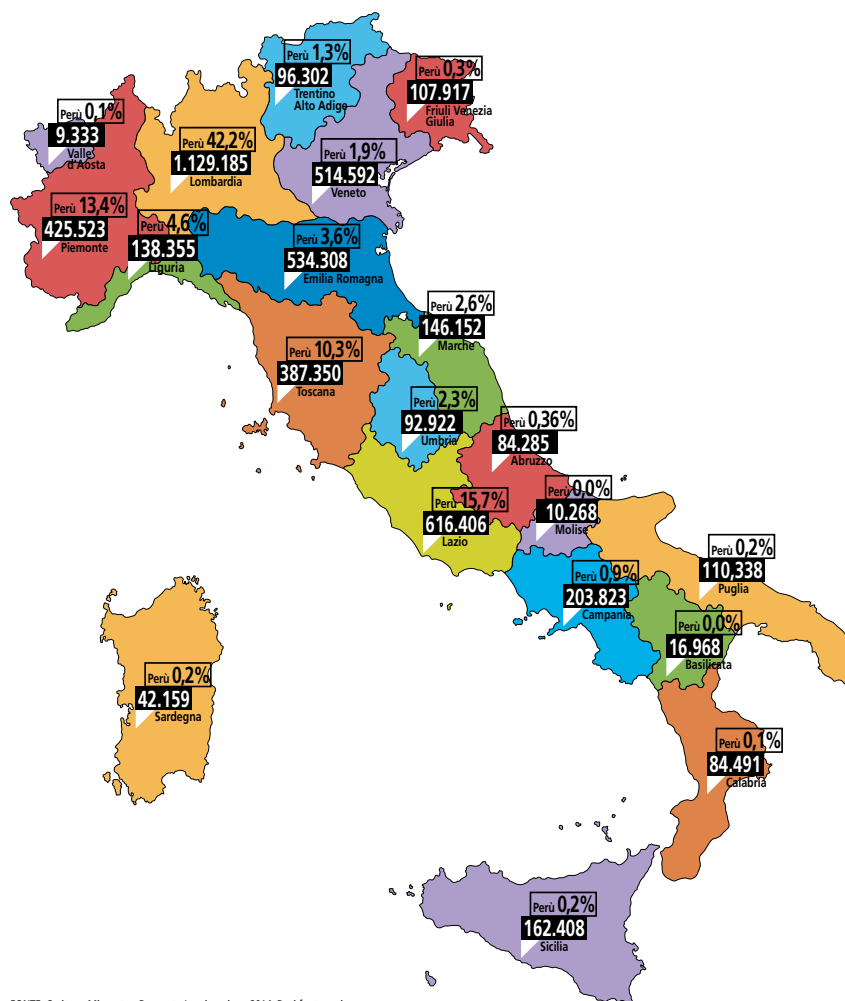 Perù 1,3%
96.302
Trentino
Alto Adige
Perù 0,3%
107.917
Friuli Venezia
Giulia
Perù 0,1%
9.333
Valle
d'Aosta
Perù 42,2%
1.129.185
Lombardia
Perù 1,9%
514.592
Veneto
Perù 13,4%
425.523
Piemonte
Perù 4,6%
138.355
Liguria
Perù 3,6%
534.308
Emilia Romagna
Perù 2,6%
146.152
Marche
Perù 10,3%
387.350
Toscana
Perù 2,3%
92.922
Umbria
Perù 0,36%
84.285
Abruzzo
Perù 15,7%
616.406
Lazio
Perù 0,0%
10.268
Molise
Perù 0,2%
110,338
Puglia
Perù 0,9%
203.823
Campania
Perù 0,0%
16.968
Basilicata
Perù 0,2%
42.159
Sardegna
Perù 0,1%
84.491
Calabria
Perù 0,2%
162.408
Sicilia